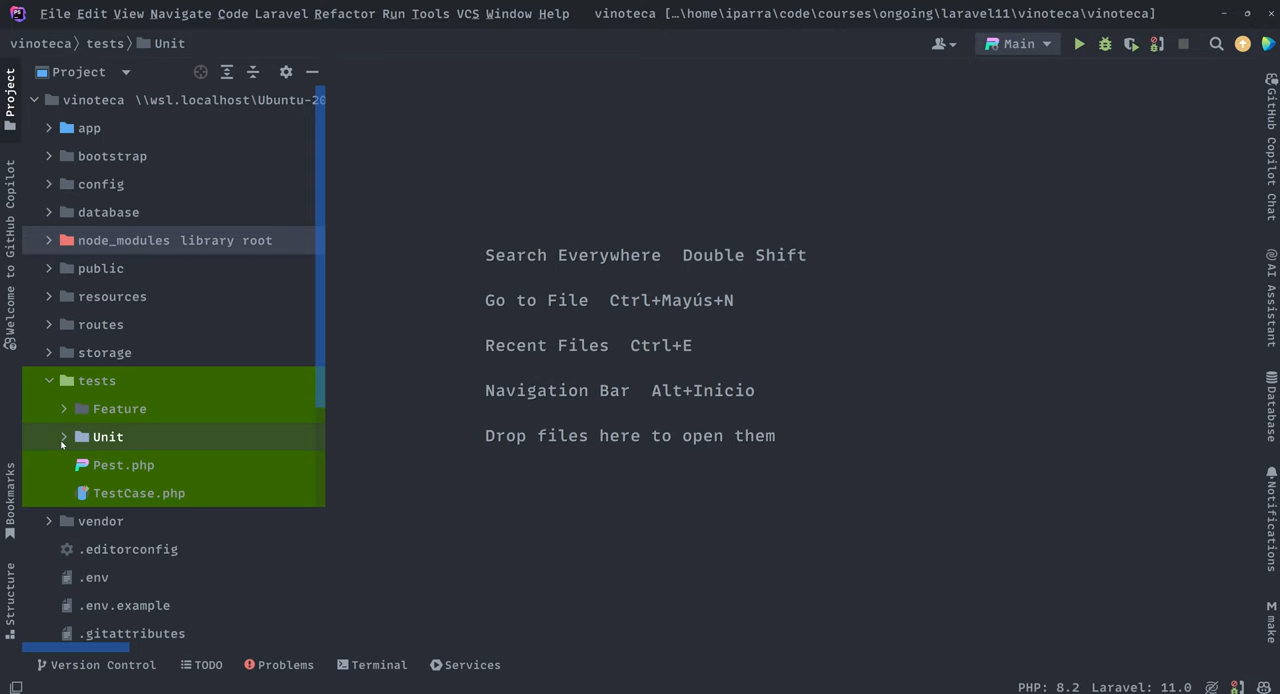 File Edit View Navigate Code Laravel Refactor Run Tools VCS Window Help vinoteca […\home\iparra\code\courses\ongoing\laravel11\vinoteca\vinoteca]
vinoteca tests Unit
Main
Project
vinoteca \\wsl.localhost\Ubuntu-20
app
bootstrap
config
database
node_modules library root
public
resources
routes
storage
tests
Feature
Unit
Pest.php
TestCase.php
vendor
.editorconfig
.env
.env.example
.gitattributes
Search Everywhere Double Shift
Go to File Ctrl+Mayús+N
Recent Files Ctrl+E
Navigation Bar Alt+Inicio
Drop files here to open them
Project
Welcome to GitHub Copilot
Bookmarks
Structure
GitHub Copilot Chat
AI Assistant
Database
Notifications
make
Version Control TODO Problems Terminal Services
PHP: 8.2 Laravel: 11.0